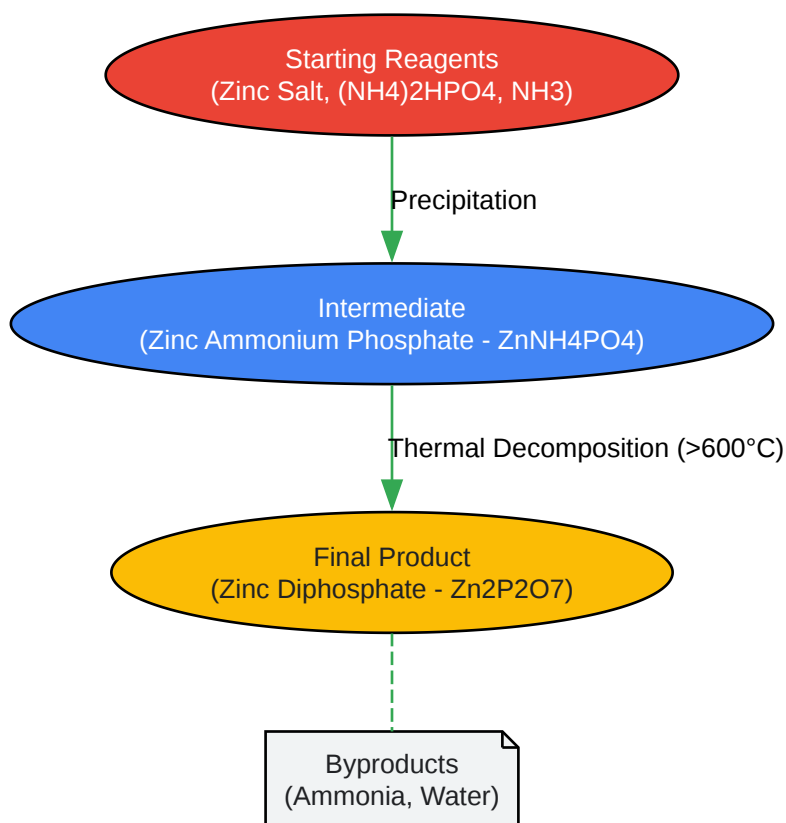 Starting Reagents
(Zinc Salt, (NH4)2HPO4, NH3)
Precipitation
Intermediate
(Zinc Ammonium Phosphate - ZnNH4PO4)
Thermal Decomposition (>600°C)
Final Product
(Zinc Diphosphate - Zn2P2O7)
Byproducts
(Ammonia, Water)